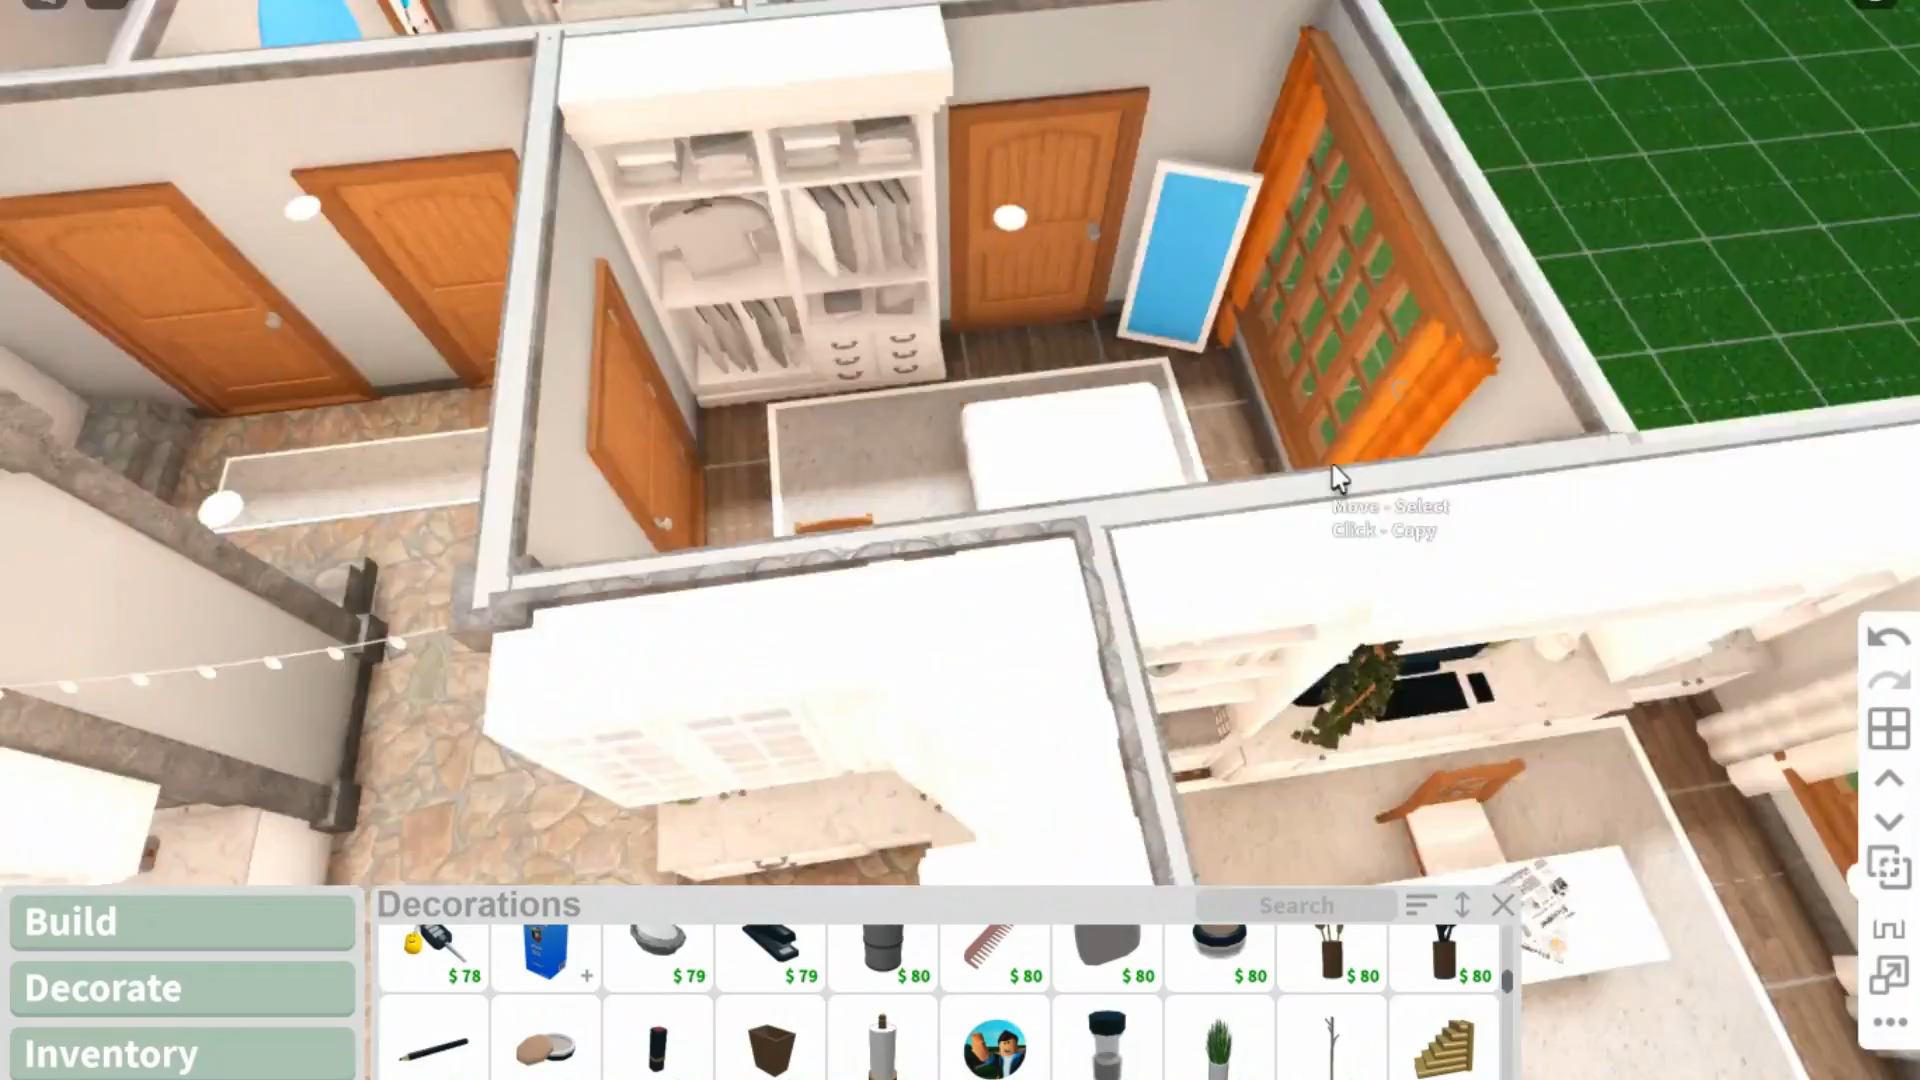 Move - Select
Click - Copy
Decorations
Search
Build
Decorate
Inventory
$ 78
+
$ 79
$ 79
$ 80
$ 80
$ 80
$ 80
$ 80
$ 80